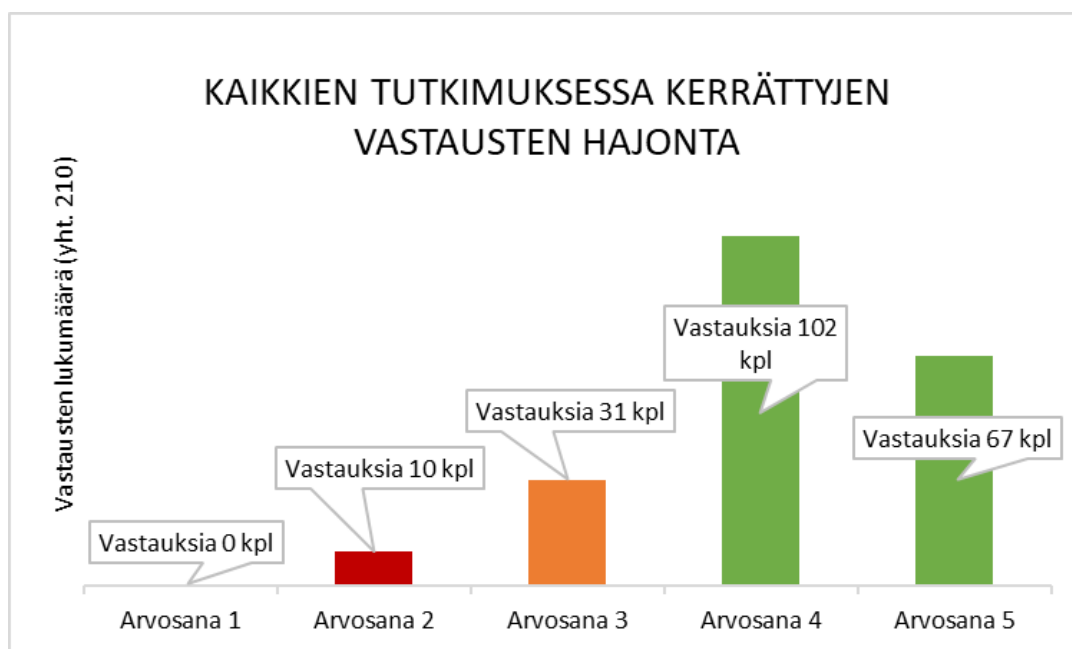 KAIKKIEN TUTKIMUKSESSA KERRÄTTYJEN
VASTAUSTEN HAJONTA
Vastausten lukumäärä (yht. 210)
Vastauksia 0 kpl
Vastauksia 10 kpl
Vastauksia 31 kpl
Vastauksia 102
kpl
Vastauksia 67 kpl
Arvosana 1
Arvosana 2
Arvosana 3
Arvosana 4
Arvosana 5